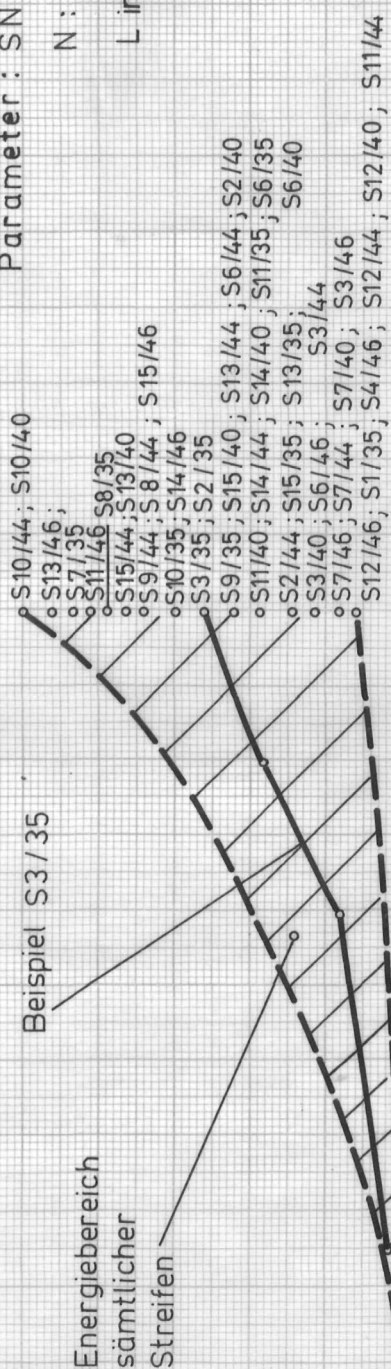 Parameter: SN
N:
L in
Beispiel S3/35
Energiebereich
sämtlicher
Streifen
S10/44; S10/40
S13/46;
S7/35
S11/46 S8/35
S15/44; S13/40
S9/44; S8/44; S15/46
S10/35; S14/46
S3/35; S2/35
S9/35; S15/40; S13/44; S6/44; S2/40
S11/40; S14/44; S14/40; S11/35; S6/35
S2/44; S15/35; S13/35; S6/40
S3/40; S6/46; S3/44
S7/46; S7/44; S7/40; S3/46
S12/46; S1/35; S4/46; S12/44; S12/40; S11/44